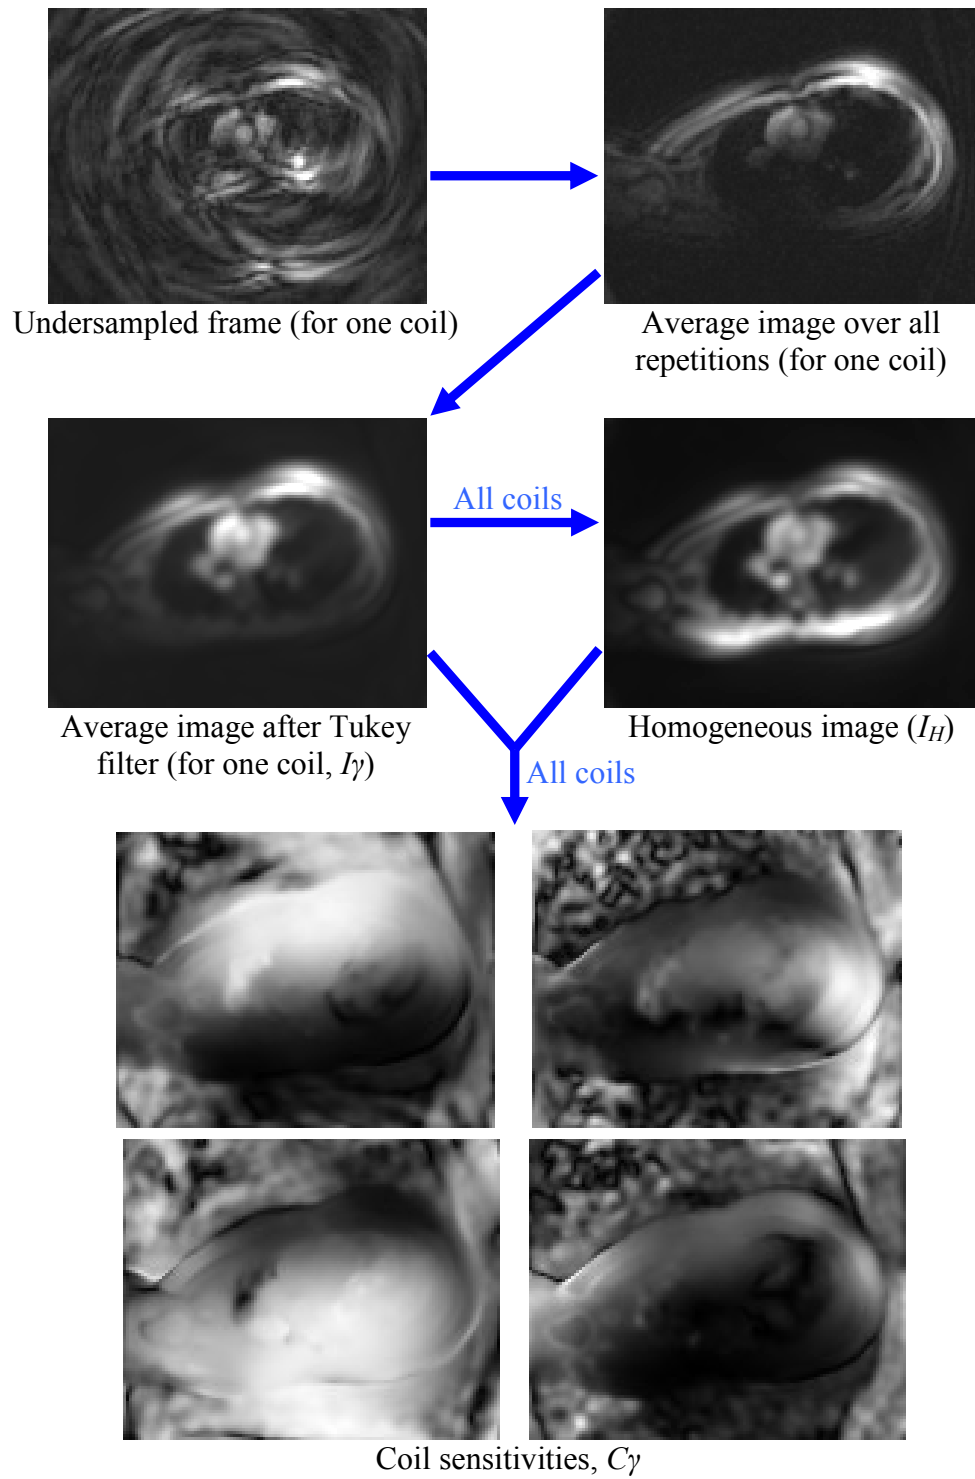 Undersampled frame (for one coil)
Average image over all
repetitions (for one coil)
All coils
Average image after Tukey
filter (for one coil, Iγ)
Homogeneous image (I_H)
All coils
Coil sensitivities, Cγ